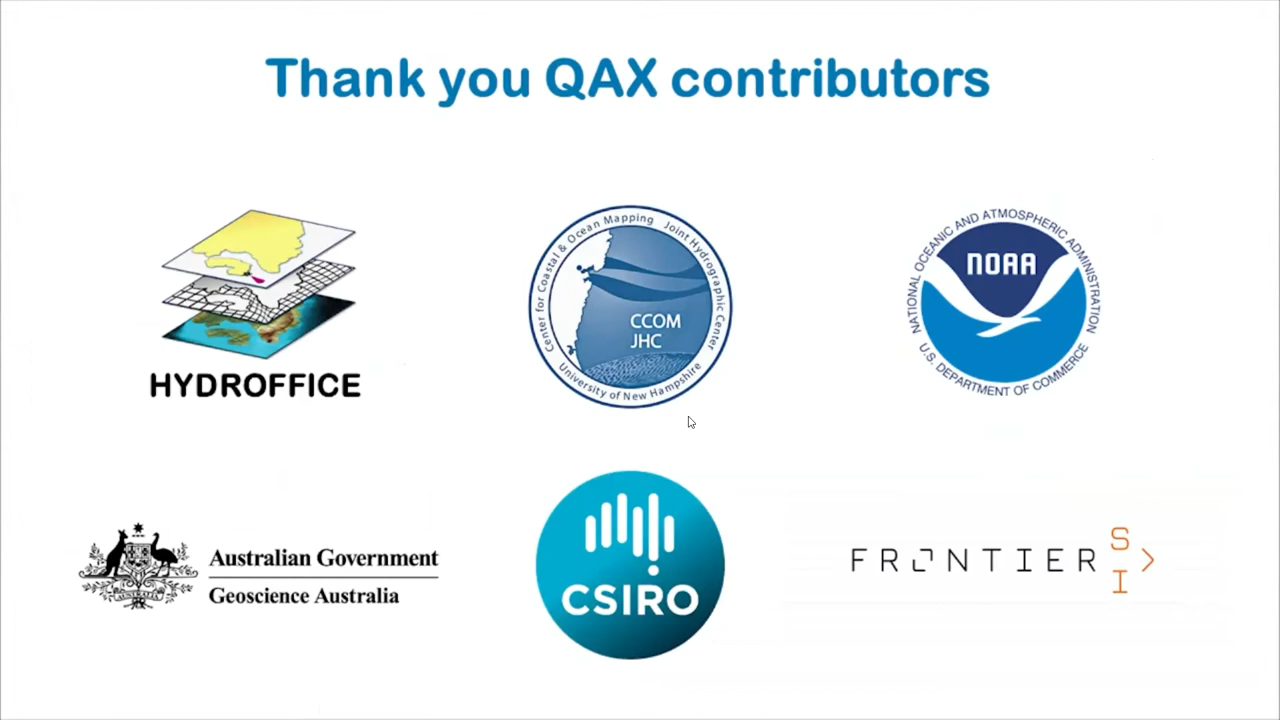 Thank you QAX contributors
HYDROFFICE
Center for Coastal & Ocean Mapping Joint Hydrographic Center
CCOM
JHC
University of New Hampshire
NATIONAL OCEANIC AND ATMOSPHERIC ADMINISTRATION
NOAA
U.S. DEPARTMENT OF COMMERCE
AUSTRALIA
Australian Government
Geoscience Australia
CSIRO
FRONTIER
S
I